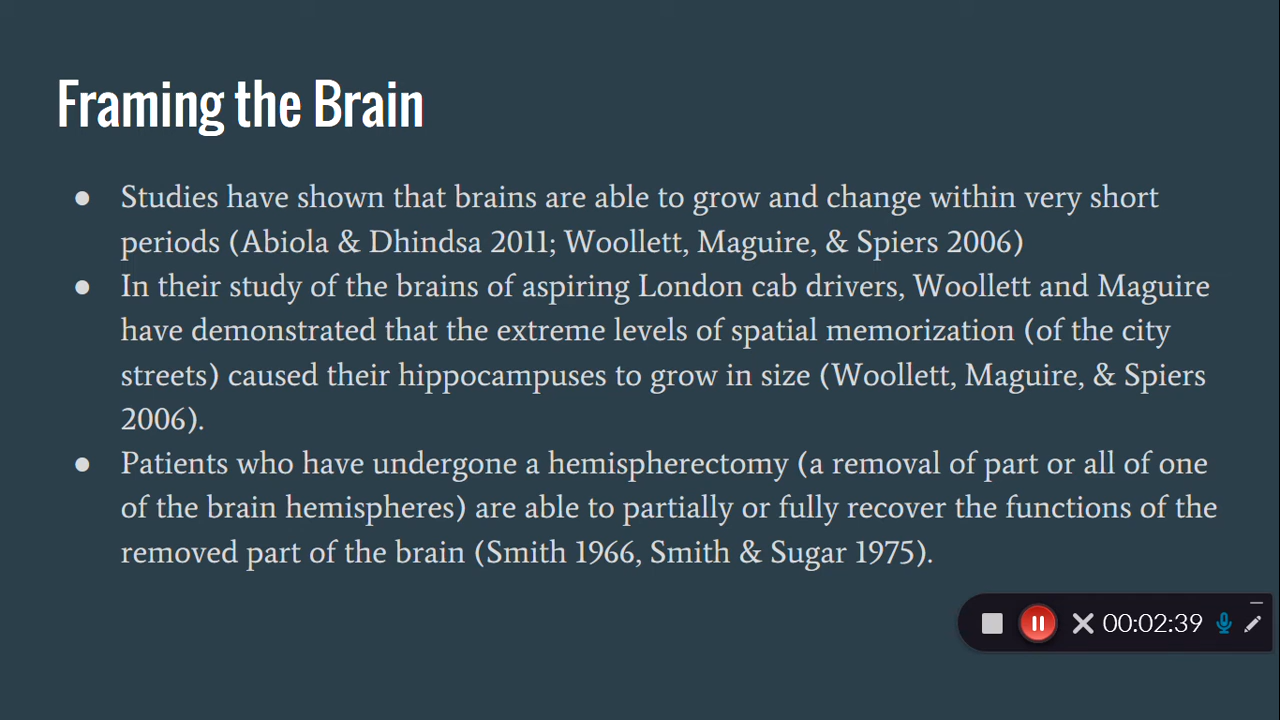 Framing the Brain
● Studies have shown that brains are able to grow and change within very short
periods (Abiola & Dhindsa 2011; Woollett, Maguire, & Spiers 2006)
● In their study of the brains of aspiring London cab drivers, Woollett and Maguire
have demonstrated that the extreme levels of spatial memorization (of the city
streets) caused their hippocampuses to grow in size (Woollett, Maguire, & Spiers
2006).
● Patients who have undergone a hemispherectomy (a removal of part or all of one
of the brain hemispheres) are able to partially or fully recover the functions of the
removed part of the brain (Smith 1966, Smith & Sugar 1975).
00:02:39